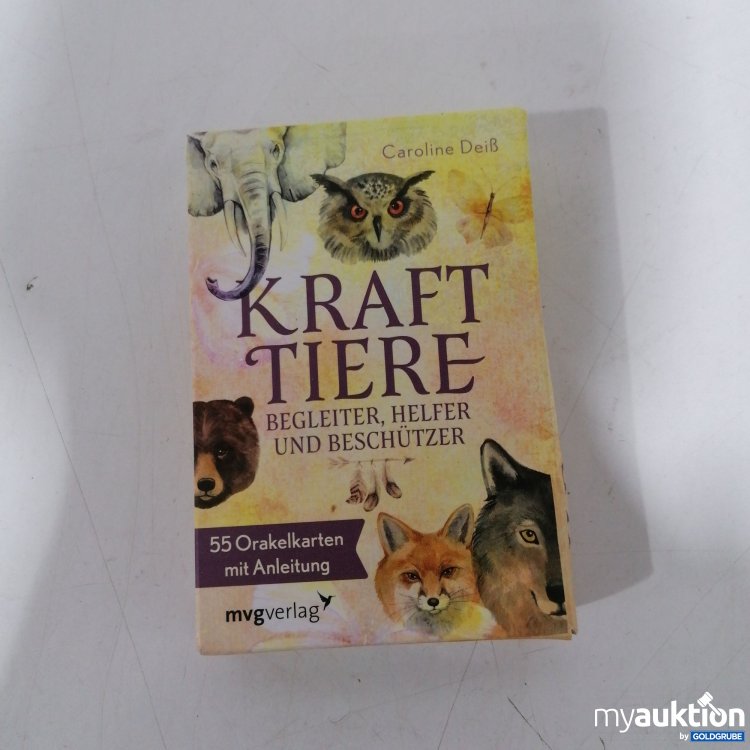 Caroline Deiß
KRAFT
TIERE
BEGLEITER, HELFER
UND BESCHÜTZER
55 Orakelkarten
mit Anleitung
mvgverlag
myauktion
by GOLDGRUBE